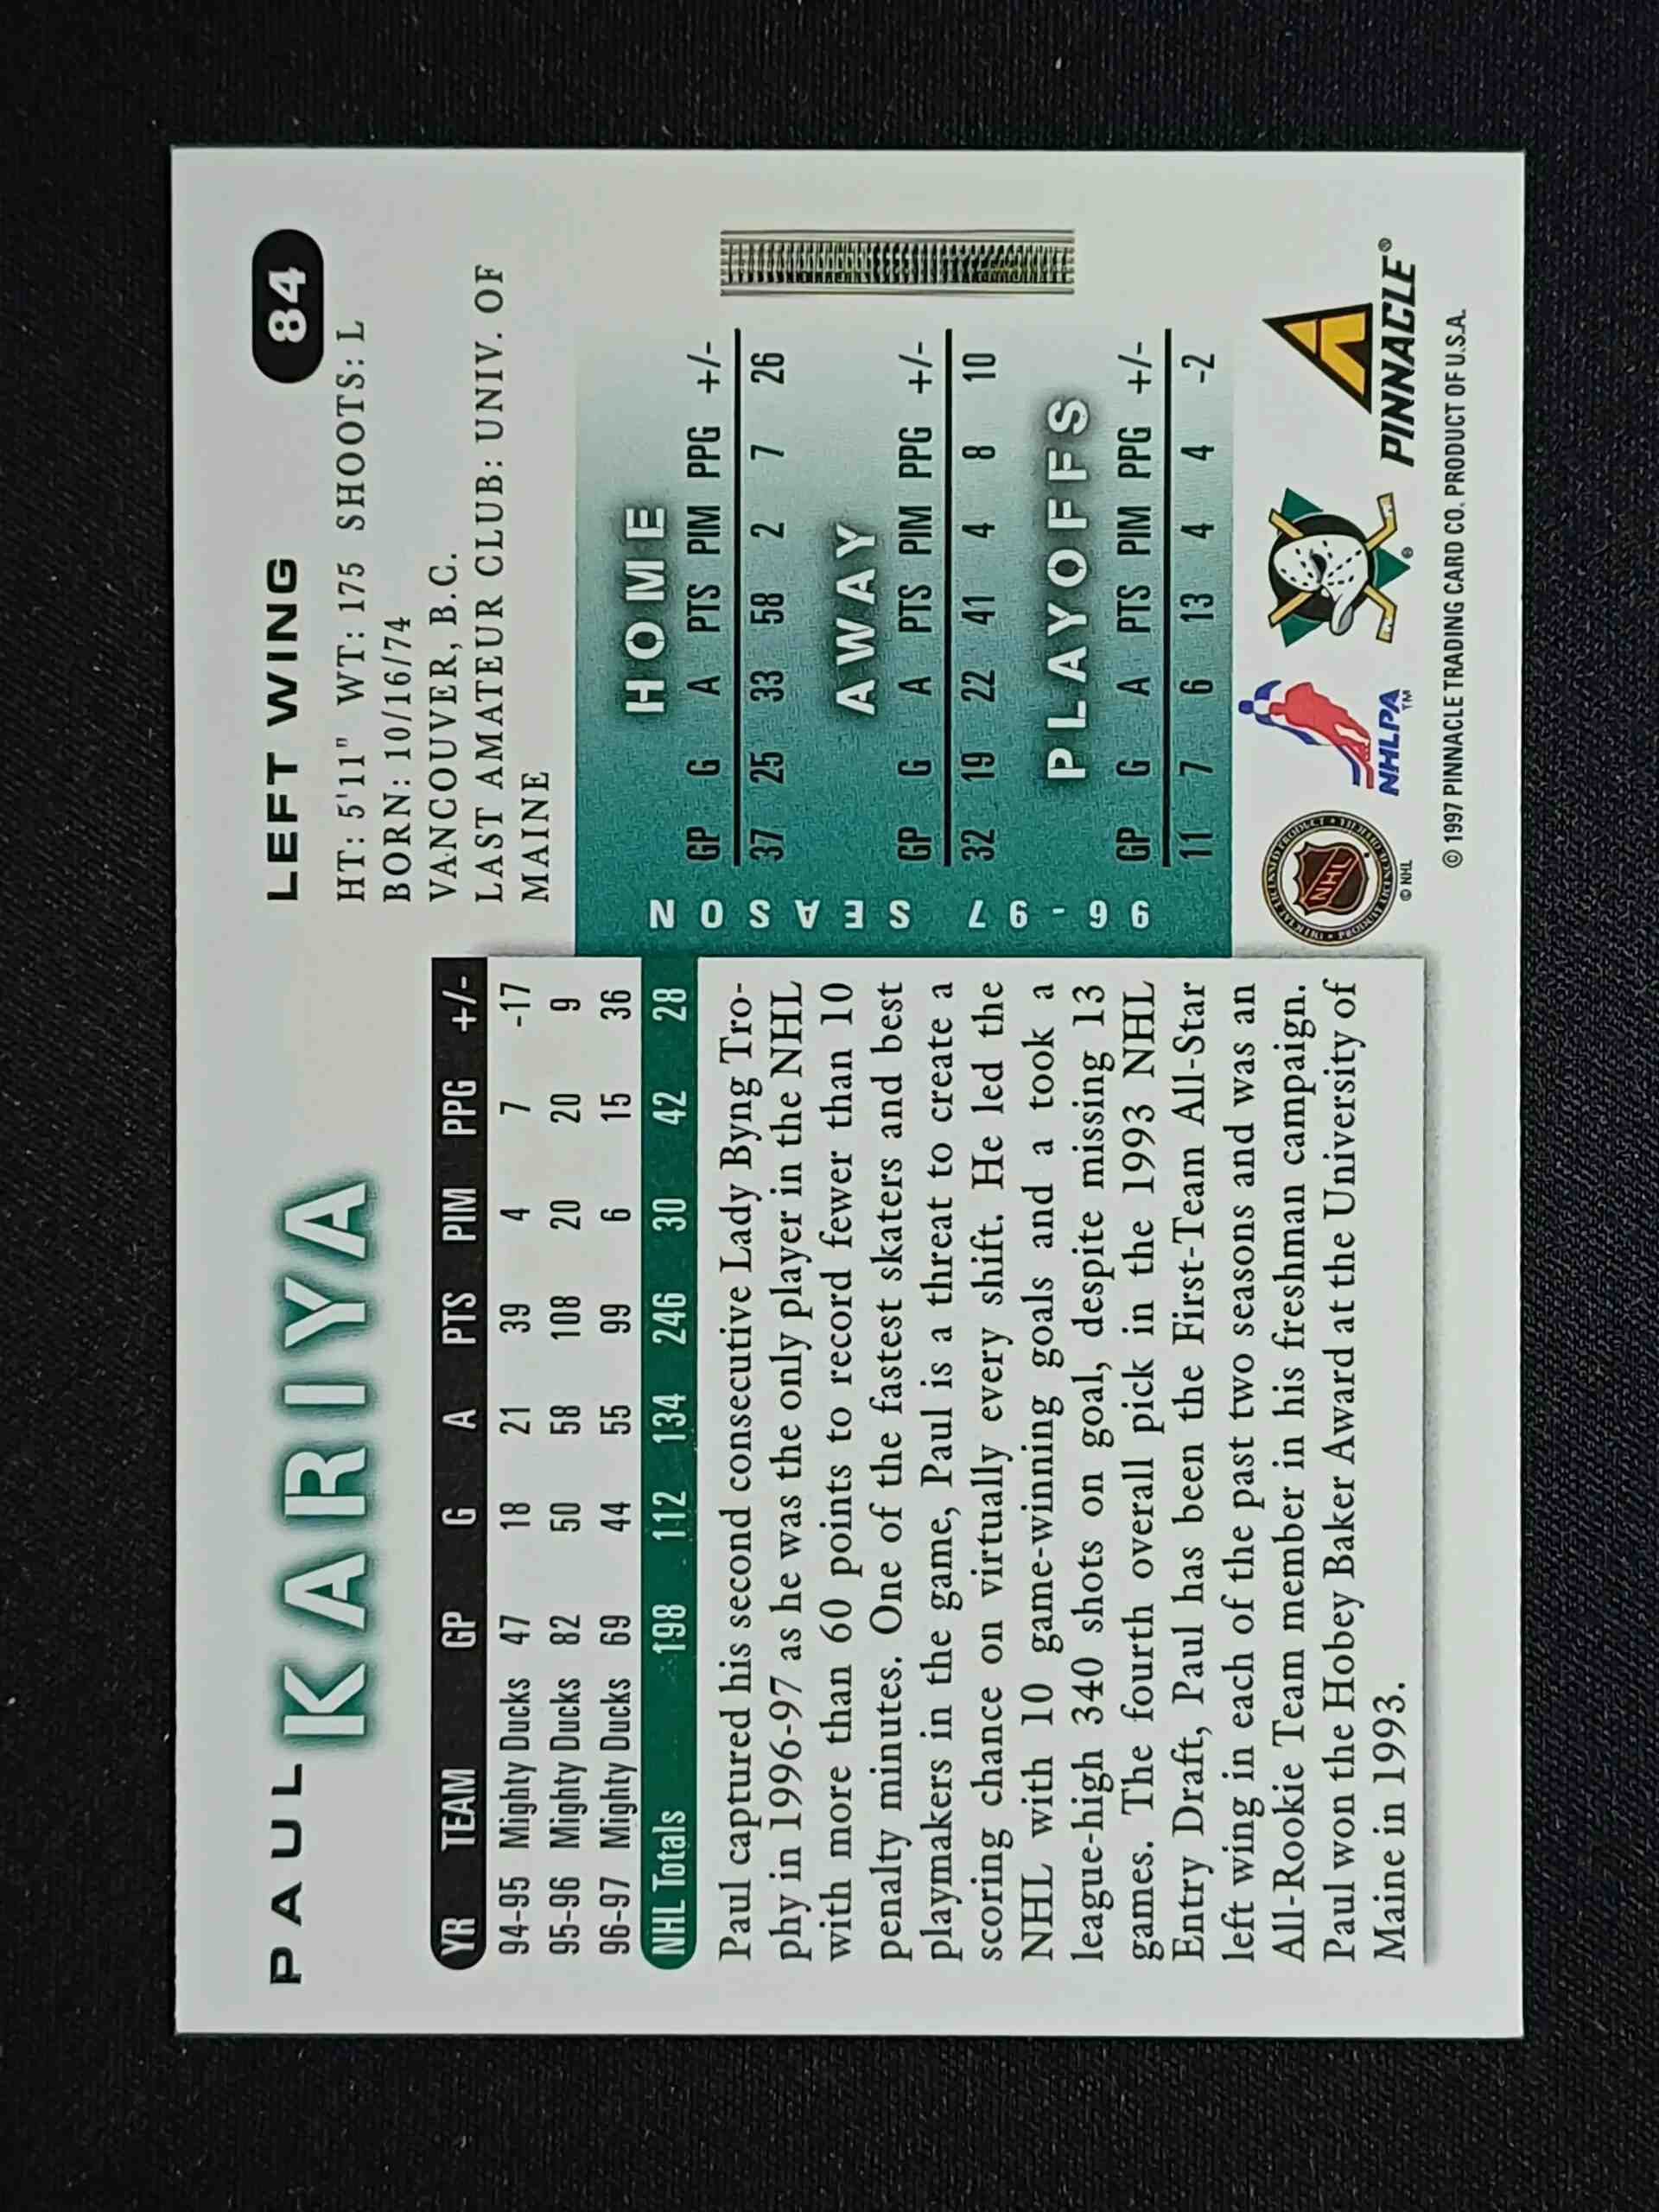 PAUL KARIYA
YR TEAM GP G A PTS PIM PPG +/-
94-95 Mighty Ducks 47 18 21 39 4 7 -17
95-96 Mighty Ducks 82 50 58 108 20 20 9
96-97 Mighty Ducks 69 44 55 99 6 15 36
NHL Totals 198 112 134 246 30 42 28
Paul captured his second consecutive Lady Byng Tro-
phy in 1996-97 as he was the only player in the NHL
with more than 60 points to record fewer than 10
penalty minutes. One of the fastest skaters and best
playmakers in the game, Paul is a threat to create a
scoring chance on virtually every shift. He led the
NHL with 10 game-winning goals and a took a
league-high 340 shots on goal, despite missing 13
games. The fourth overall pick in the 1993 NHL
Entry Draft, Paul has been the First-Team All-Star
left wing in each of the past two seasons and was an
All-Rookie Team member in his freshman campaign.
Paul won the Hobey Baker Award at the University of
Maine in 1993.
LEFT WING 84
HT: 5'11" WT: 175 SHOOTS: L
BORN: 10/16/74
VANCOUVER, B.C.
LAST AMATEUR CLUB: UNIV. OF
MAINE
96-97 SEASON
HOME
GP G A PTS PIM PPG +/-
37 25 33 58 2 7 26
AWAY
GP G A PTS PIM PPG +/-
32 19 22 41 4 8 10
PLAYOFFS
GP G A PTS PIM PPG +/-
11 7 6 13 4 4 -2
NHL
© NHL
NHLPA™
®
PINNACLE®
© 1997 PINNACLE TRADING CARD CO. PRODUCT OF U.S.A.